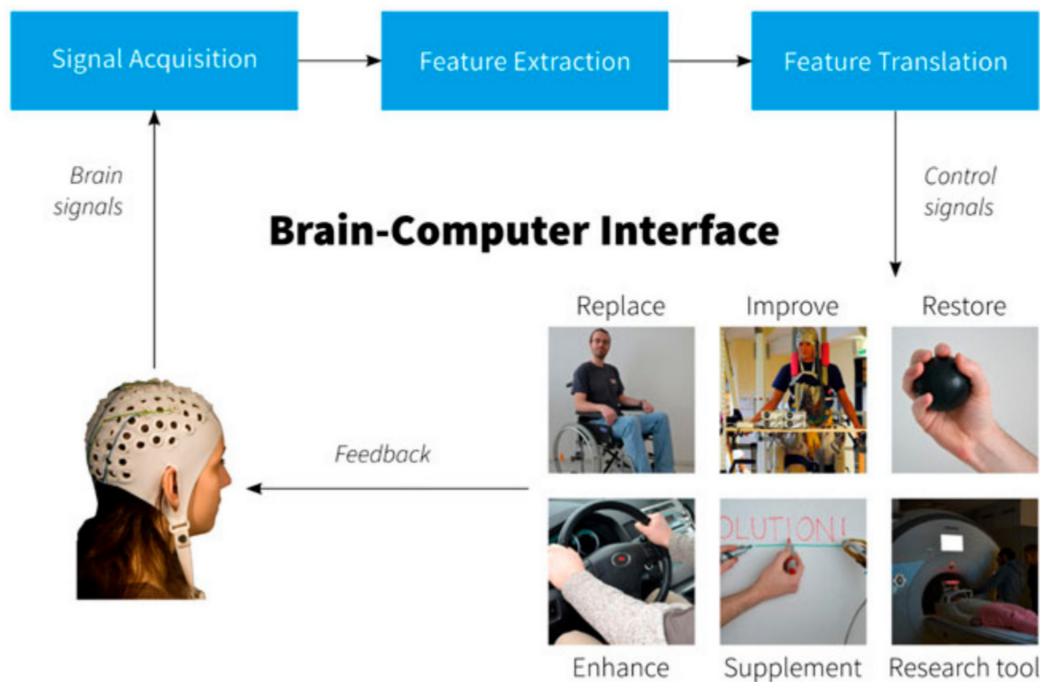 Signal Acquisition
Feature Extraction
Feature Translation
Brain
signals
Control
signals
Brain-Computer Interface
Replace
Improve
Restore
Feedback
OLUTION!
Enhance
Supplement
Research tool